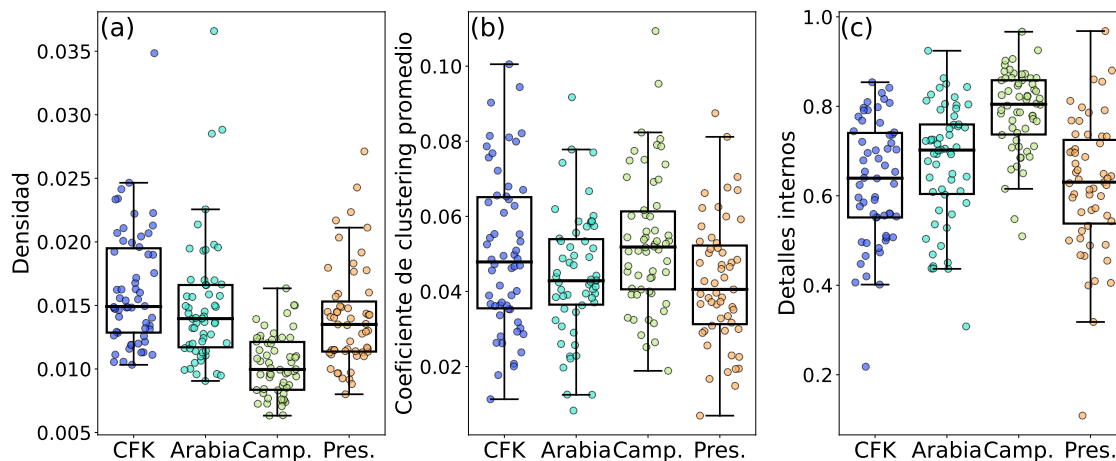 (a)
Densidad
0.035
0.030
0.025
0.020
0.015
0.010
0.005
CFK Arabia Camp. Pres.
(b)
Coeficiente de clustering promedio
0.10
0.08
0.06
0.04
0.02
CFK Arabia Camp. Pres.
(c)
Detalles internos
1.0
0.8
0.6
0.4
0.2
CFK Arabia Camp. Pres.